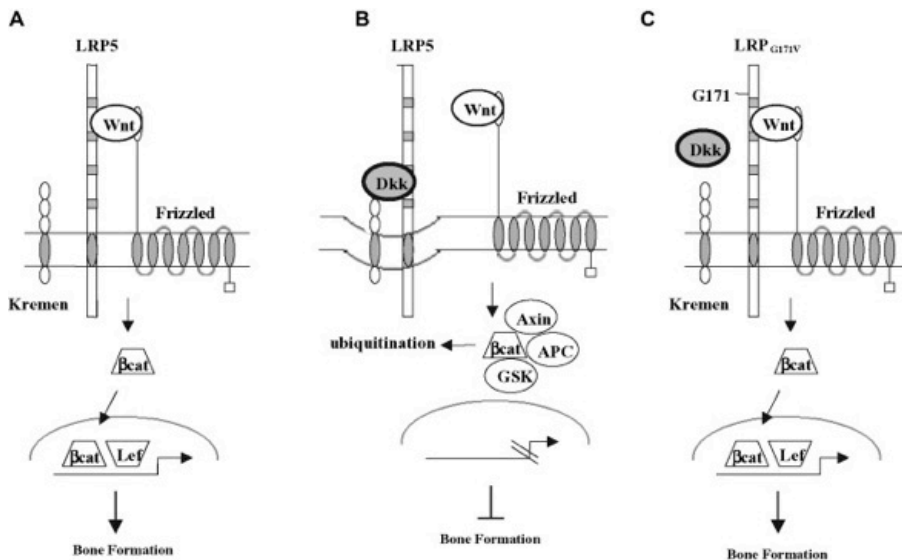 A
LRP5
Wnt
Frizzled
Kremen
βcat
βcat Lef
Bone Formation
B
LRP5
Wnt
Dkk
Frizzled
Axin
ubiquitination
βcat
APC
GSK
Bone Formation
C
LRP G171V
G171
Wnt
Dkk
Frizzled
Kremen
βcat
βcat Lef
Bone Formation